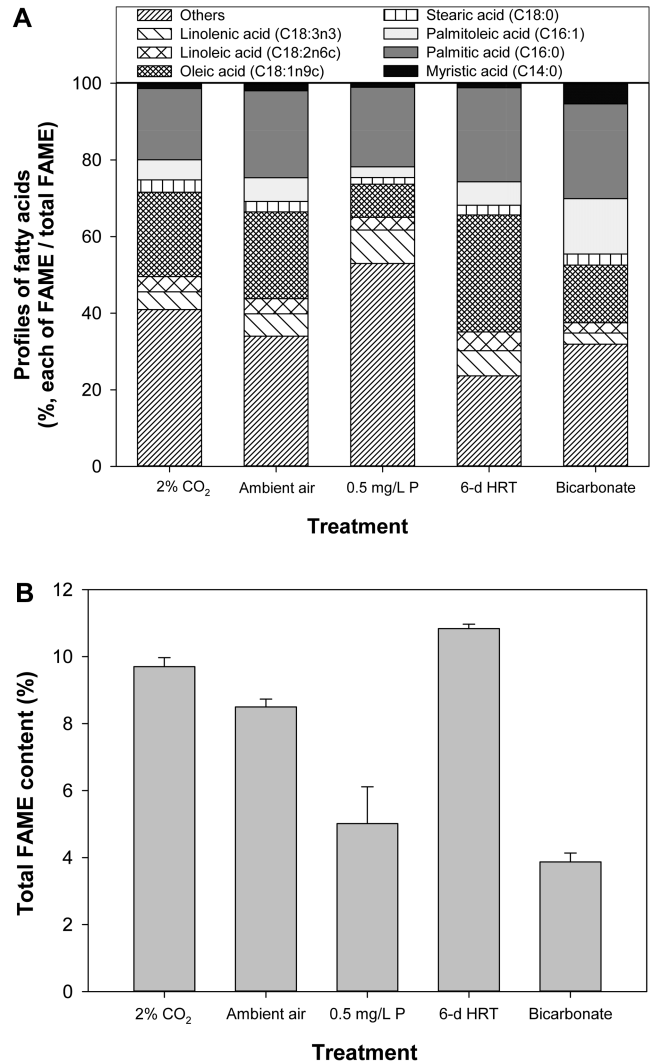 A
Others
Linolenic acid (C18:3n3)
Linoleic acid (C18:2n6c)
Oleic acid (C18:1n9c)
Stearic acid (C18:0)
Palmitoleic acid (C16:1)
Palmitic acid (C16:0)
Myristic acid (C14:0)
Profiles of fatty acids
(%, each of FAME / total FAME)
100
80
60
40
20
0
2% CO₂
Ambient air
0.5 mg/L P
6-d HRT
Bicarbonate
Treatment
B
Total FAME content (%)
12
10
8
6
4
2
0
2% CO₂
Ambient air
0.5 mg/L P
6-d HRT
Bicarbonate
Treatment